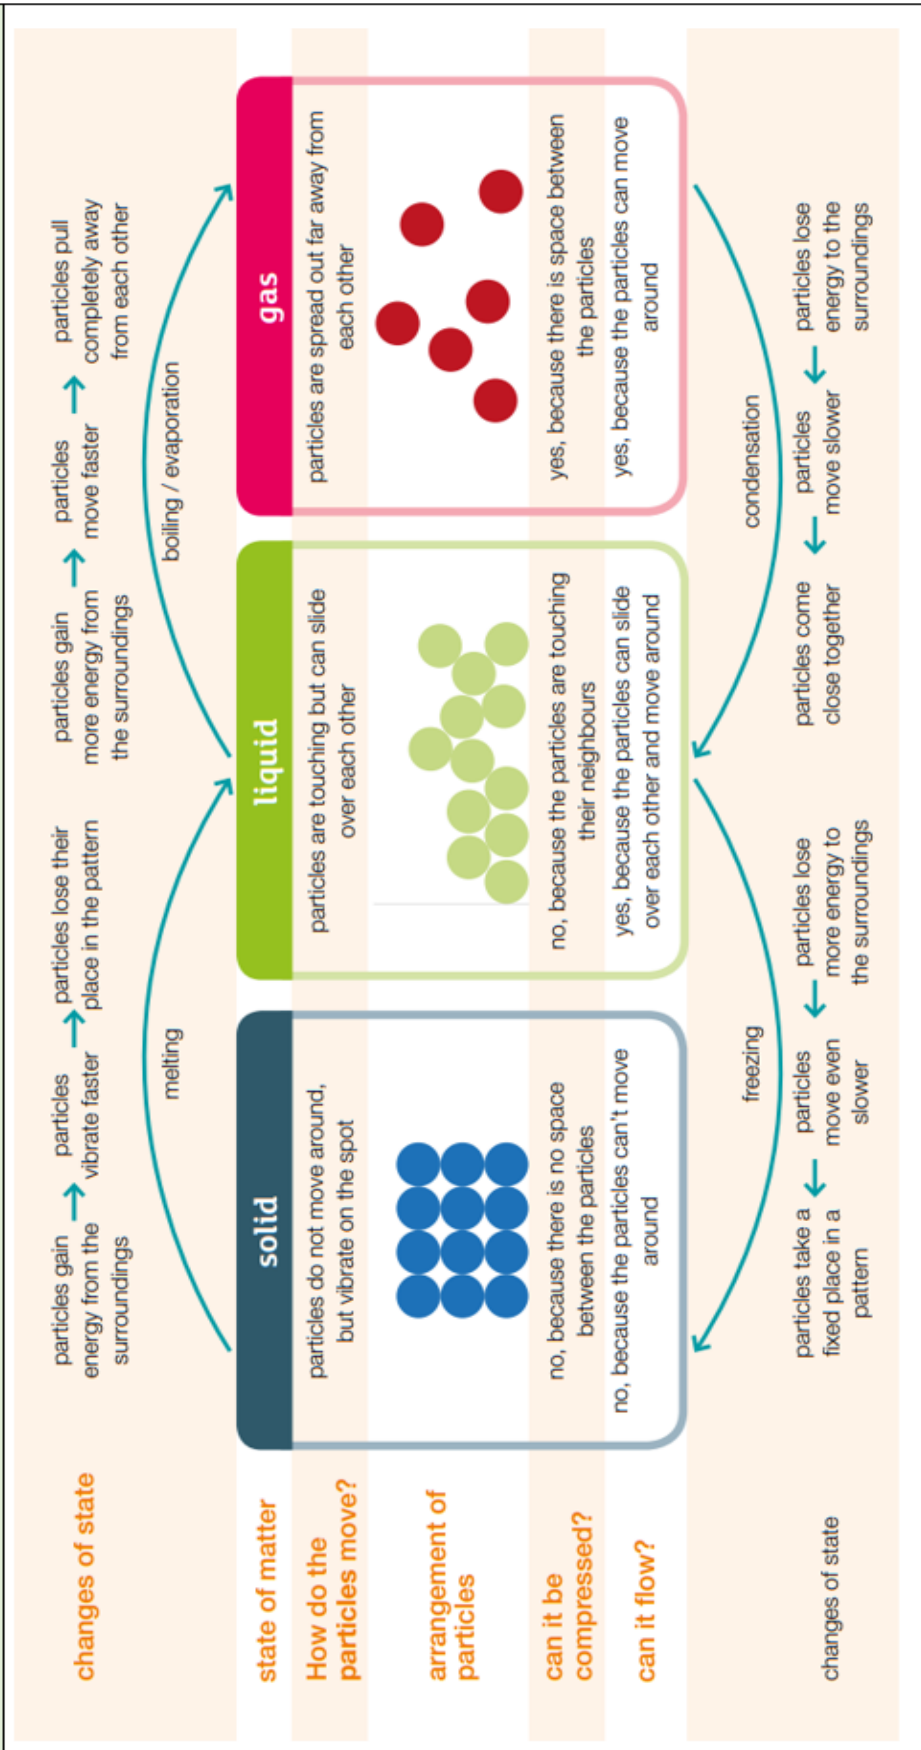 changes of state
particles gain
energy from the
surroundings
particles
vibrate faster
particles lose their
place in the pattern
particles gain
more energy from
the surroundings
particles
move faster
particles pull
completely away
from each other
melting
boiling / evaporation
state of matter
solid
liquid
gas
How do the
particles move?
particles do not move around,
but vibrate on the spot
particles are touching but can slide
over each other
particles are spread out far away from
each other
arrangement of
particles
can it be
compressed?
no, because there is no space
between the particles
no, because the particles are touching
their neighbours
yes, because there is space between
the particles
can it flow?
no, because the particles can't move
around
yes, because the particles can slide
over each other and move around
yes, because the particles can move
around
freezing
condensation
changes of state
particles take a
fixed place in a
pattern
particles
move even
slower
particles lose
more energy to
the surroundings
particles come
close together
particles
move slower
particles lose
energy to the
surroundings